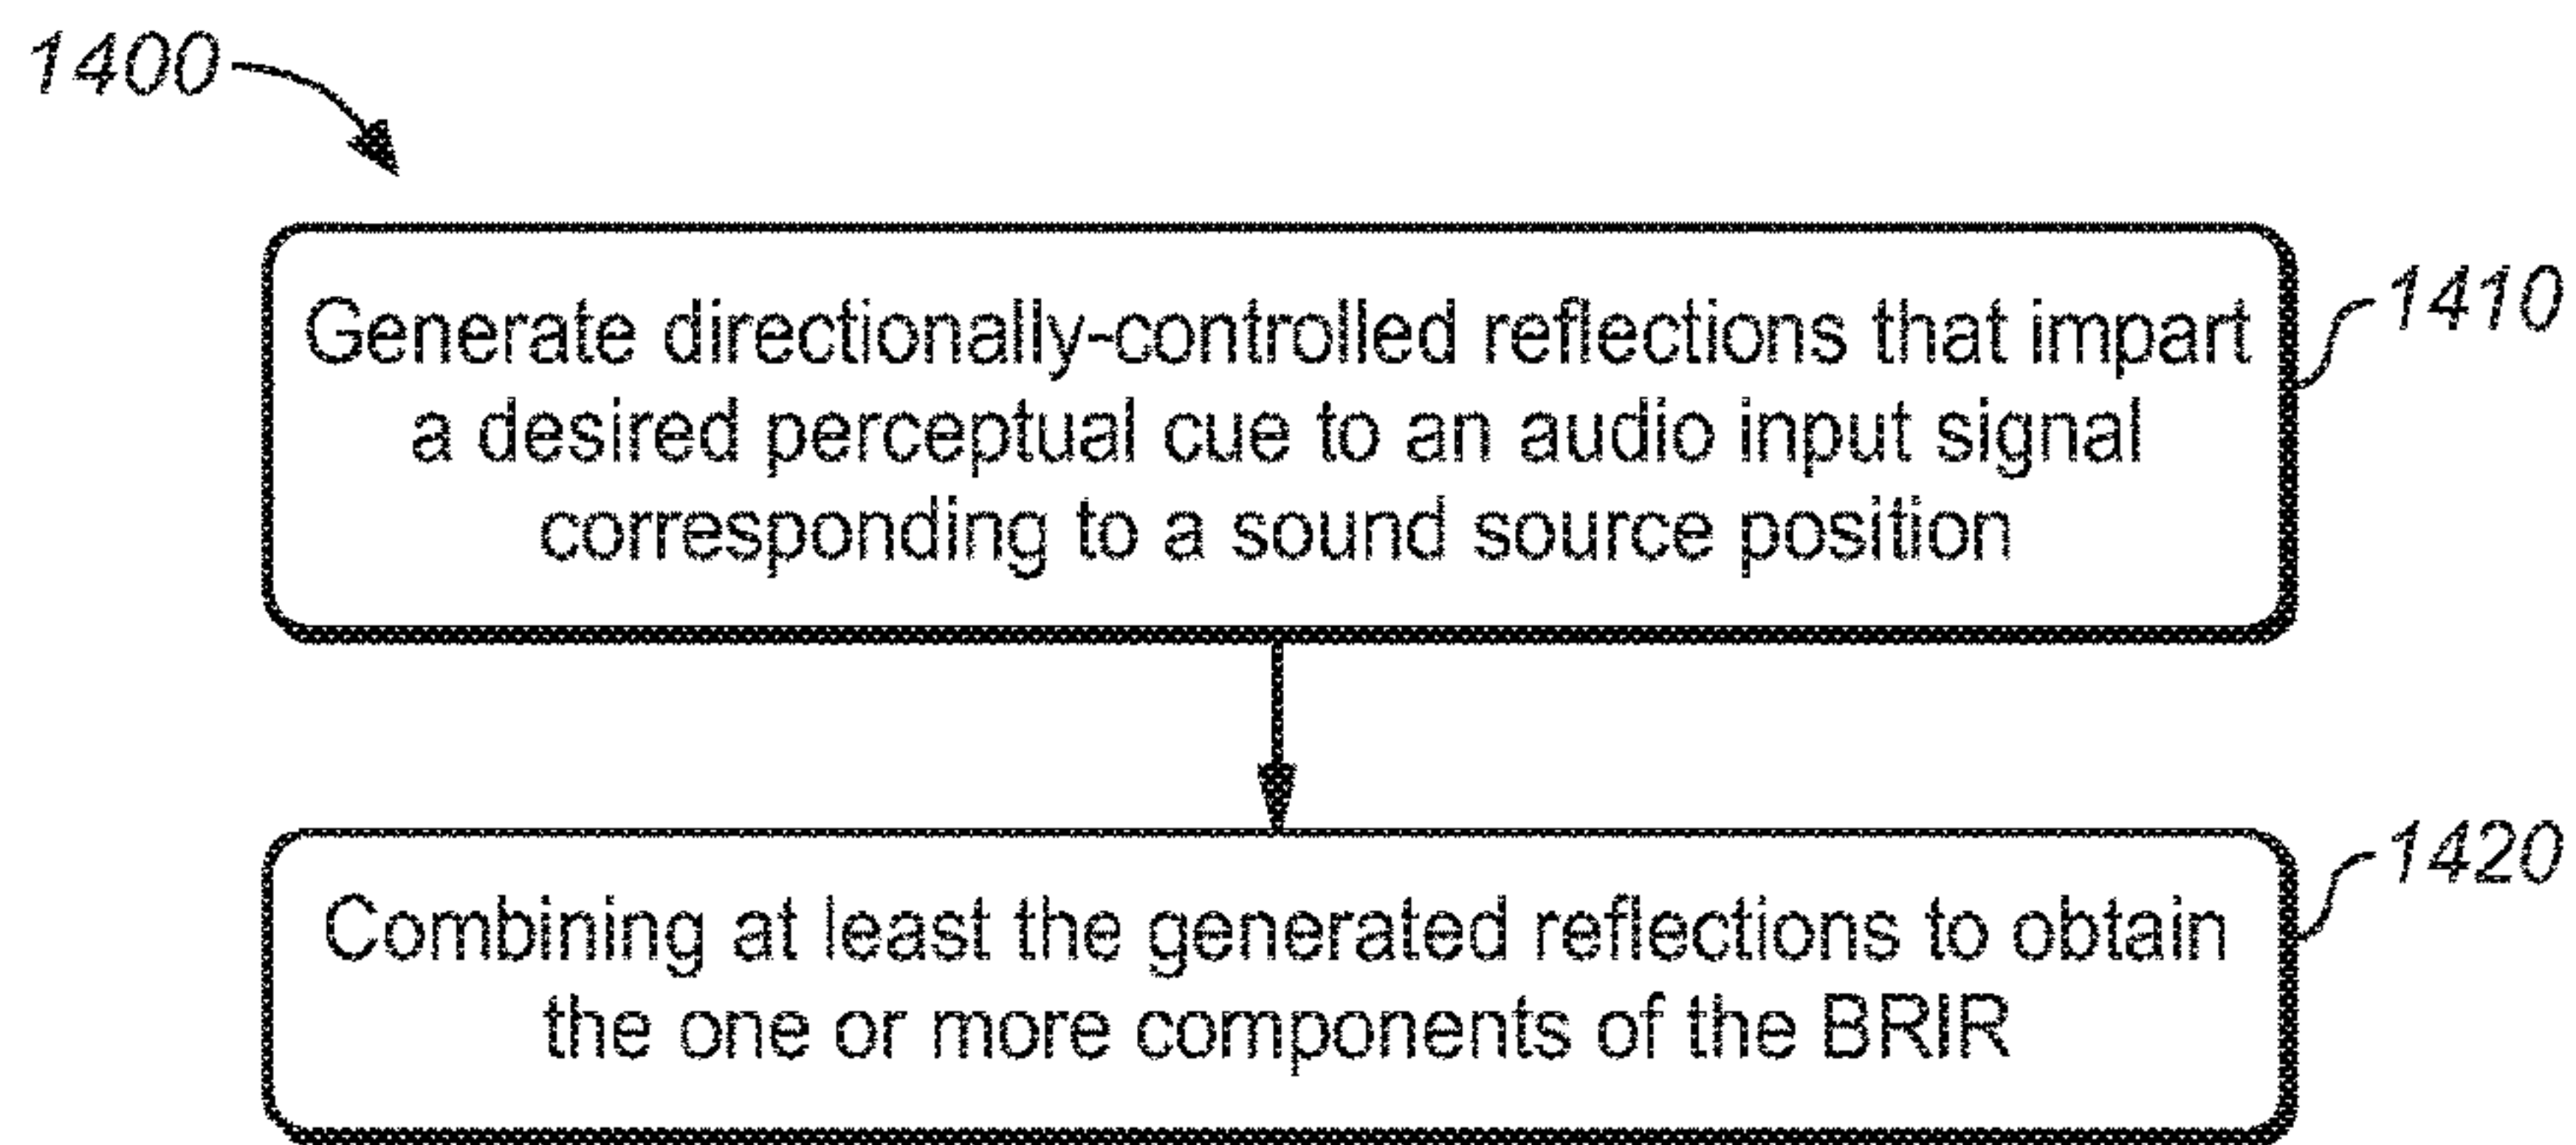 1400
Generate directionally-controlled reflections that impart
1410
a desired perceptual cue to an audio input signal
corresponding to a sound source position
1420
Combining at least the generated reflections to obtain
the one or more components of the BRIR